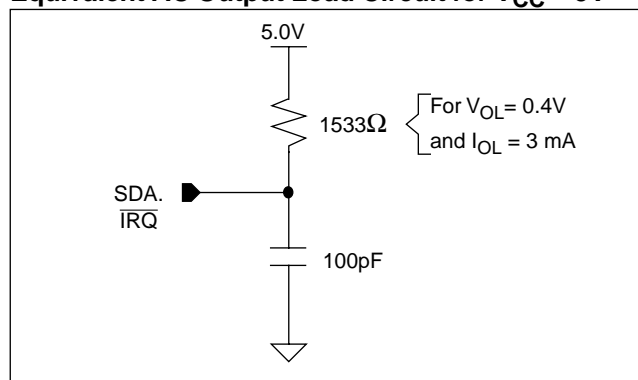 Equivalent AC Output Load Circuit for VCC = 5V
5.0V
1533Ω
For VOL= 0.4V
and IOL = 3 mA
SDA.
IRQ
100pF